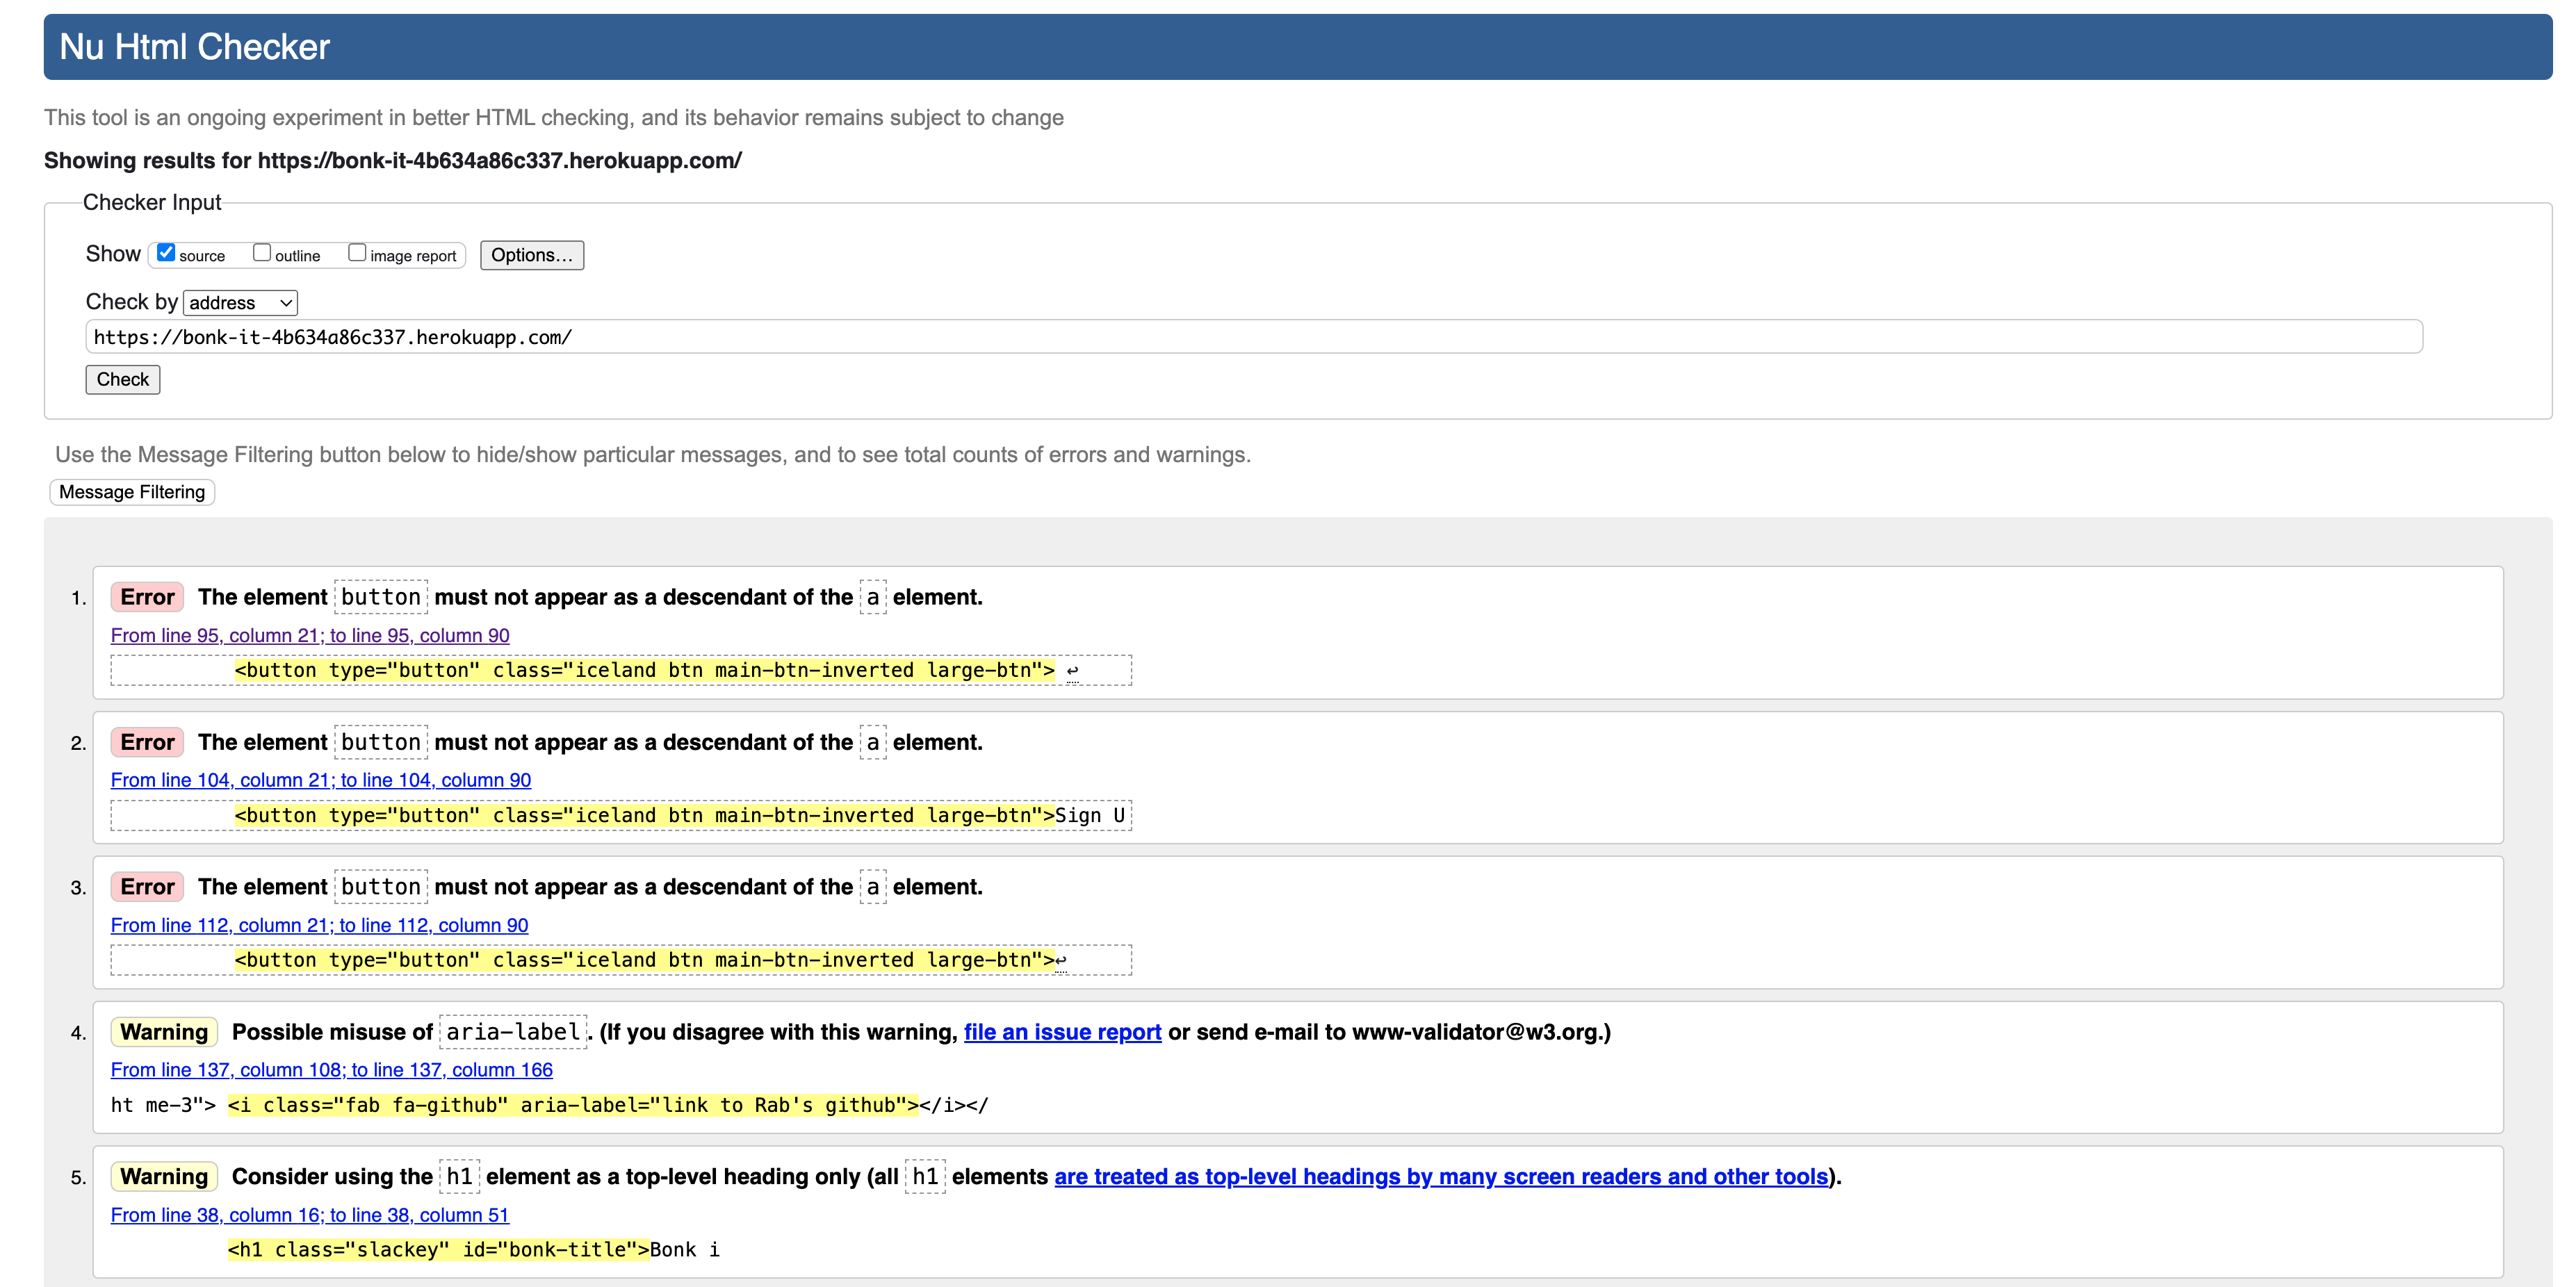 Nu Html Checker
This tool is an ongoing experiment in better HTML checking, and its behavior remains subject to change
Showing results for https://bonk-it-4b634a86c337.herokuapp.com/
Checker Input
Show source outline image report Options...
Check by address
https://bonk-it-4b634a86c337.herokuapp.com/
Check
Use the Message Filtering button below to hide/show particular messages, and to see total counts of errors and warnings.
Message Filtering
1. Error The element button must not appear as a descendant of the a element.
From line 95, column 21; to line 95, column 90
<button type="button" class="iceland btn main-btn-inverted large-btn"> ↩
2. Error The element button must not appear as a descendant of the a element.
From line 104, column 21; to line 104, column 90
<button type="button" class="iceland btn main-btn-inverted large-btn">Sign U
3. Error The element button must not appear as a descendant of the a element.
From line 112, column 21; to line 112, column 90
<button type="button" class="iceland btn main-btn-inverted large-btn">↩
4. Warning Possible misuse of aria-label. (If you disagree with this warning, file an issue report or send e-mail to www-validator@w3.org.)
From line 137, column 108; to line 137, column 166
ht me-3"> <i class="fab fa-github" aria-label="link to Rab's github"></i></
5. Warning Consider using the h1 element as a top-level heading only (all h1 elements are treated as top-level headings by many screen readers and other tools).
From line 38, column 16; to line 38, column 51
<h1 class="slackey" id="bonk-title">Bonk i